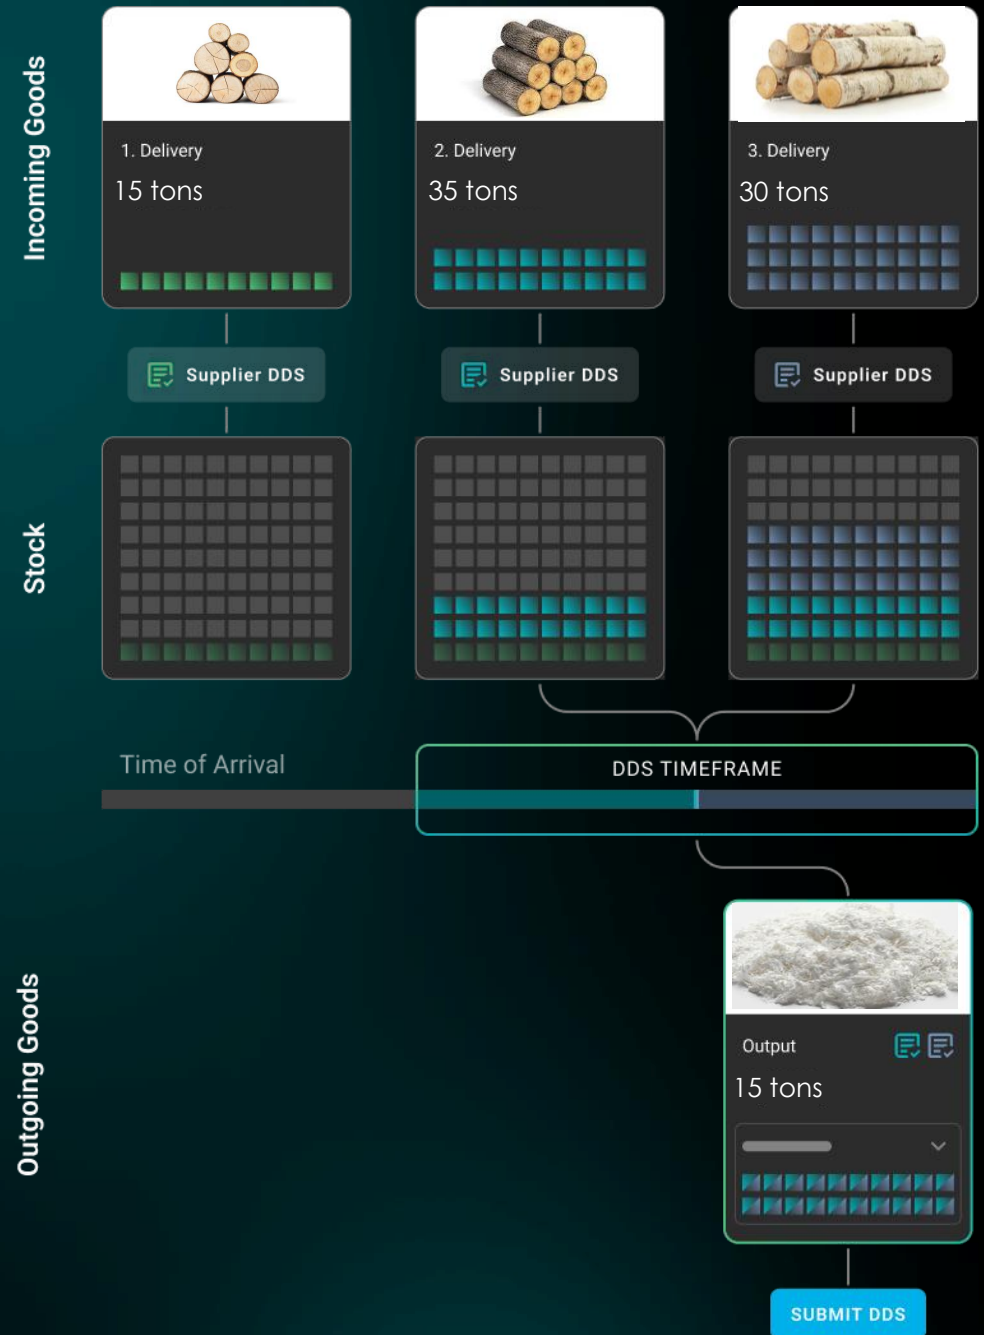 Incoming Goods
1. Delivery
15 tons
2. Delivery
35 tons
3. Delivery
30 tons
Supplier DDS
Supplier DDS
Supplier DDS
Stock
Time of Arrival
DDS TIMEFRAME
Outgoing Goods
Output
15 tons
SUBMIT DDS